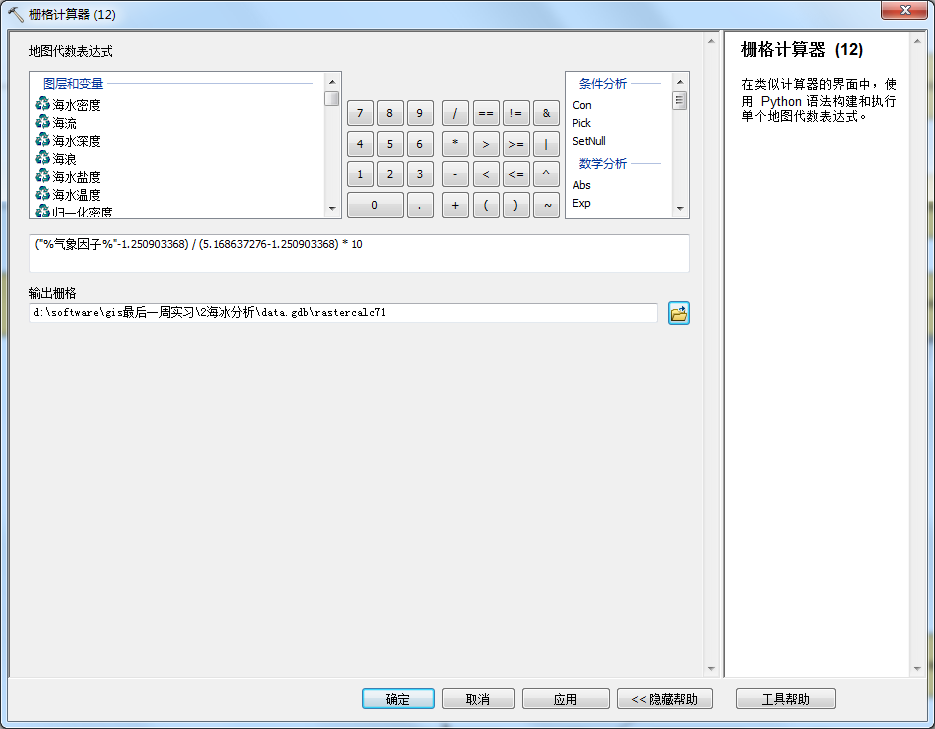 栅格计算器 (12)
地图代数表达式
图层和变量
海水密度
海流
海水深度
海浪
海水盐度
海水温度
归一化密度
7 8 9 / == != &
4 5 6 * > >= |
1 2 3 - < <= ^
0 . + ( ) ~
条件分析
Con
Pick
SetNull
数学分析
Abs
Exp
("%气象因子%"-1.250903368) / (5.168637276-1.250903368) * 10
输出栅格
d:\software\gis最后一周实习\2海冰分析\data.gdb\rastercalc71
确定
取消
应用
<< 隐藏帮助
工具帮助
栅格计算器 (12)
在类似计算器的界面中，使
用 Python 语法构建和执行
单个地图代数表达式。